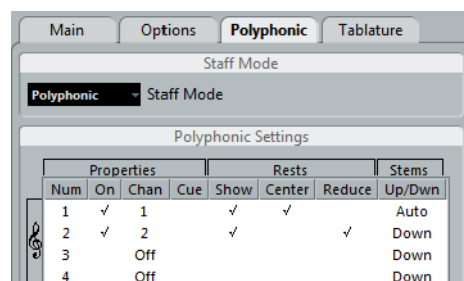 Main Options Polyphonic Tablature
Staff Mode
Polyphonic Staff Mode
Polyphonic Settings
Properties Rests Stems
Num On Chan Cue Show Center Reduce Up/Dwn
1 √ 1 √ √ Auto
2 √ 2 √ √ Down
3 Off Down
4 Off Down